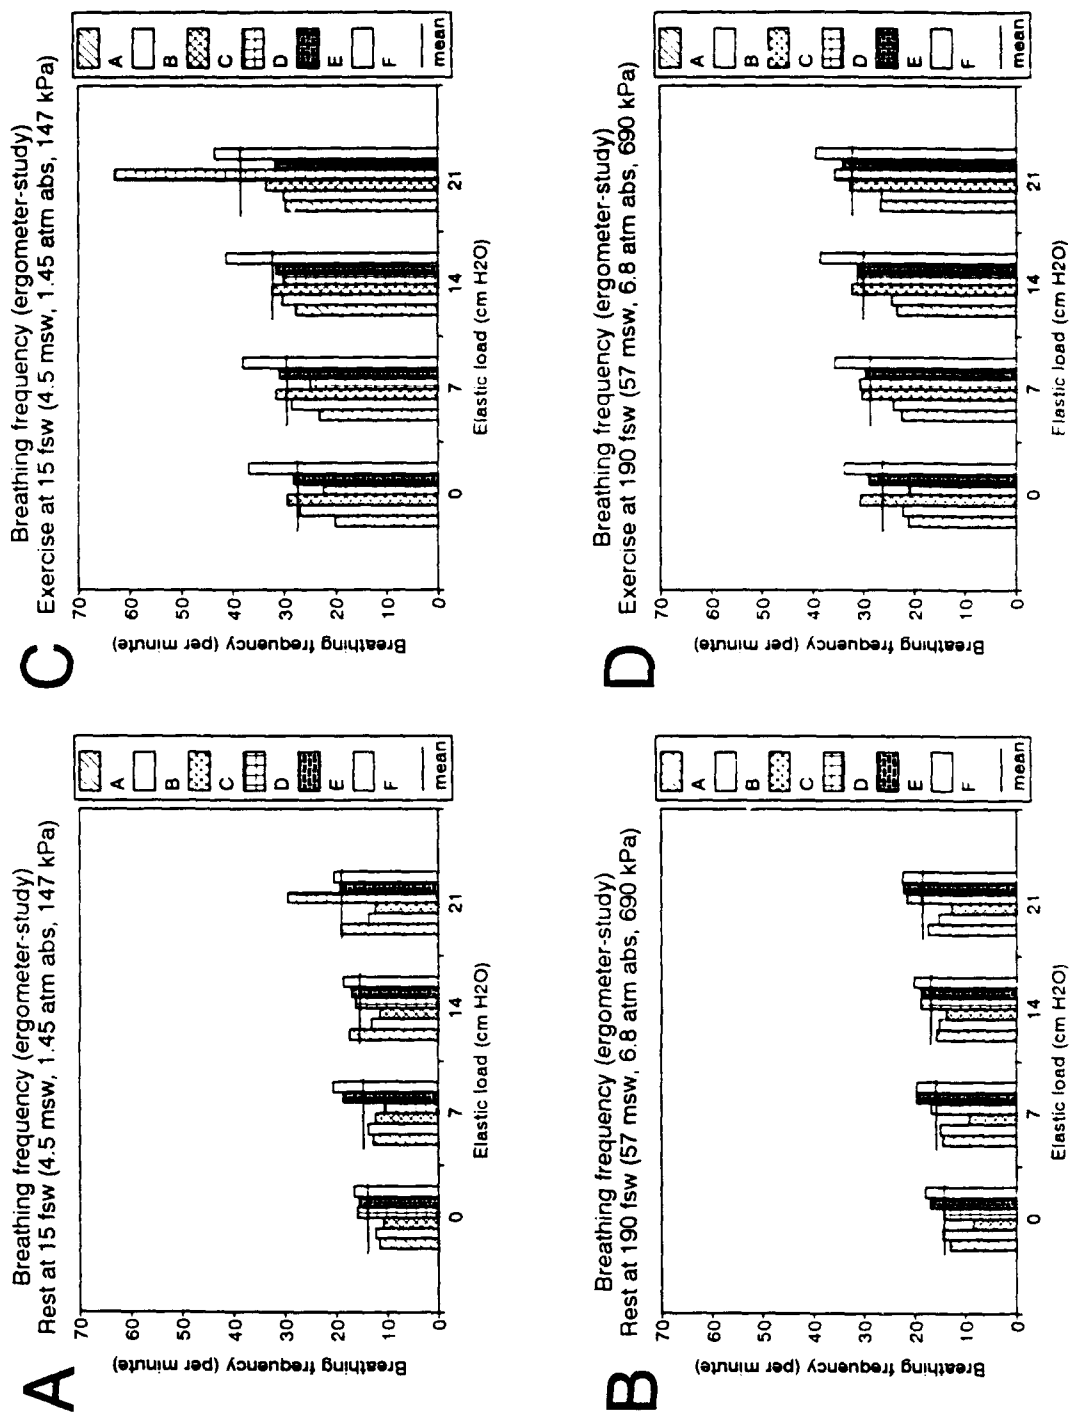 A
Breathing frequency (ergometer-study)
Rest at 15 fsw (4.5 msw, 1.45 atm abs, 147 kPa)
Breathing frequency (per minute)
70
60
50
40
30
20
10
0
0
7
14
21
Elastic load (cm H2O)
A
B
C
D
E
F
mean
B
Breathing frequency (ergometer-study)
Rest at 190 fsw (57 msw, 6.8 atm abs, 690 kPa)
Breathing frequency (per minute)
70
60
50
40
30
20
10
0
0
7
14
21
Elastic load (cm H2O)
A
B
C
D
E
F
mean
C
Breathing frequency (ergometer-study)
Exercise at 15 fsw (4.5 msw, 1.45 atm abs, 147 kPa)
Breathing frequency (per minute)
70
60
50
40
30
20
10
0
0
7
14
21
Elastic load (cm H2O)
A
B
C
D
E
F
mean
D
Breathing frequency (ergometer-study)
Exercise at 190 fsw (57 msw, 6.8 atm abs, 690 kPa)
Breathing frequency (per minute)
70
60
50
40
30
20
10
0
0
7
14
21
Elastic load (cm H2O)
A
B
C
D
E
F
mean